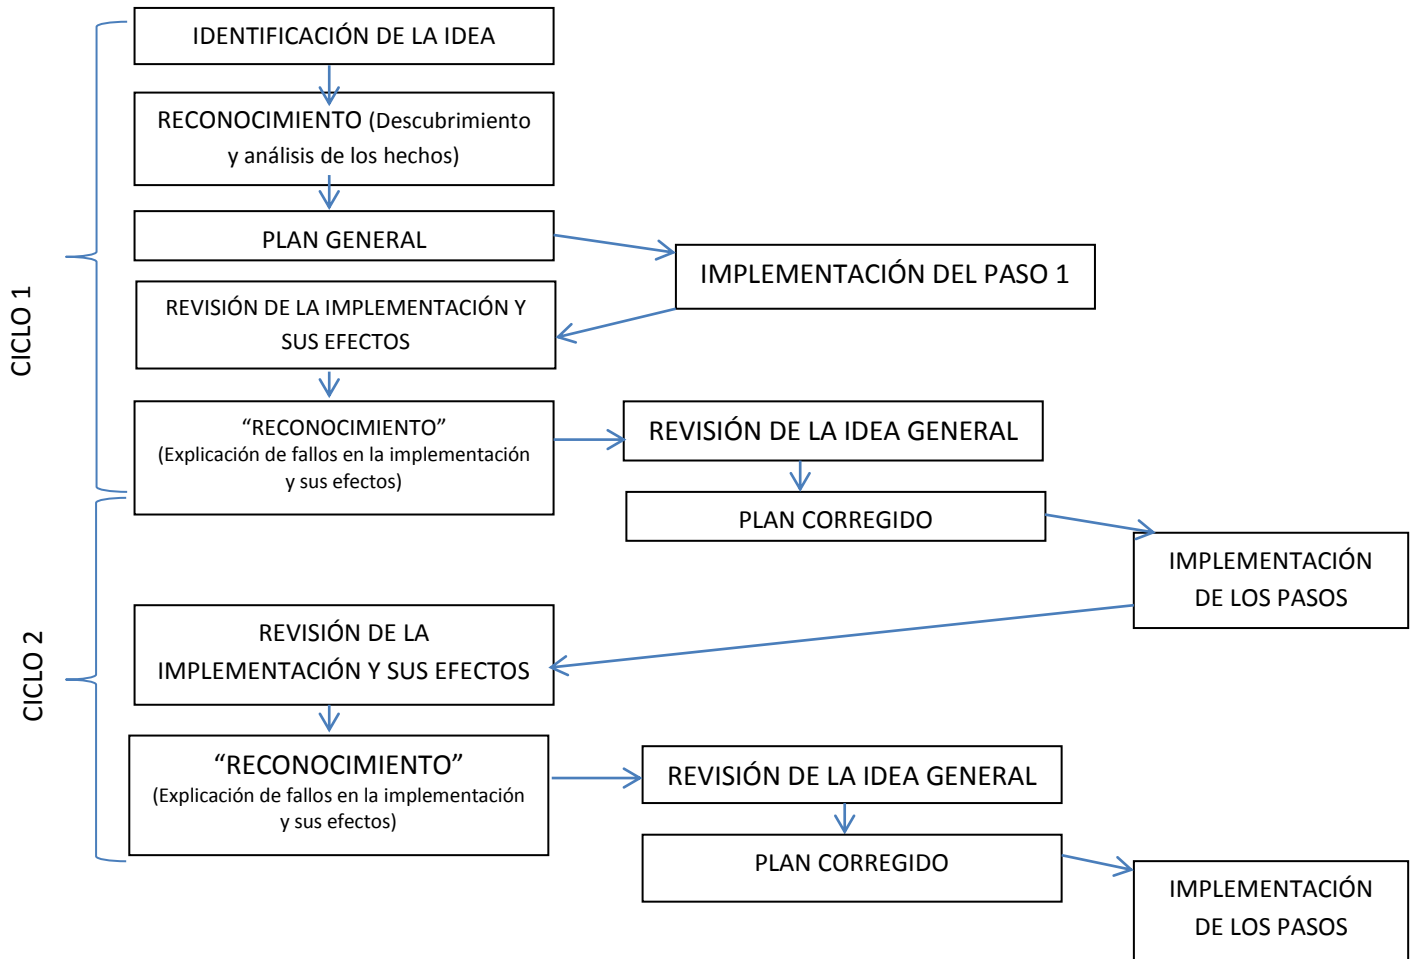 IDENTIFICACIÓN DE LA IDEA
RECONOCIMIENTO (Descubrimiento
y análisis de los hechos)
PLAN GENERAL
IMPLEMENTACIÓN DEL PASO 1
REVISIÓN DE LA IMPLEMENTACIÓN Y
SUS EFECTOS
CICLO 1
“RECONOCIMIENTO”
(Explicación de fallos en la implementación
y sus efectos)
REVISIÓN DE LA IDEA GENERAL
PLAN CORREGIDO
IMPLEMENTACIÓN
DE LOS PASOS
REVISIÓN DE LA
IMPLEMENTACIÓN Y SUS EFECTOS
CICLO 2
“RECONOCIMIENTO”
(Explicación de fallos en la implementación
y sus efectos)
REVISIÓN DE LA IDEA GENERAL
PLAN CORREGIDO
IMPLEMENTACIÓN
DE LOS PASOS